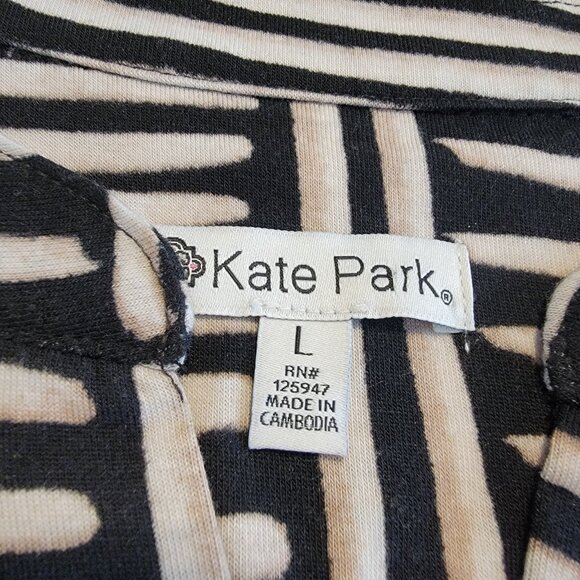 Kate Park®
L
RN#
125947
MADE IN
CAMBODIA